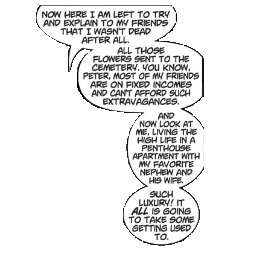 NOW HERE I AM LEFT TO TRY
AND EXPLAIN TO MY FRIENDS
THAT I WASN'T DEAD
AFTER ALL.
ALL THOSE
FLOWERS SENT TO THE
CEMETERY. YOU KNOW,
PETER, MOST OF MY FRIENDS
ARE ON FIXED INCOMES
AND CAN'T AFFORD SUCH
EXTRAVAGANCES.
AND
NOW LOOK AT
ME, LIVING THE
HIGH LIFE IN A
PENTHOUSE
APARTMENT WITH
MY FAVORITE
NEPHEW AND
HIS WIFE.
SUCH
LUXURY! IT
ALL IS GOING
TO TAKE SOME
GETTING USED
TO.